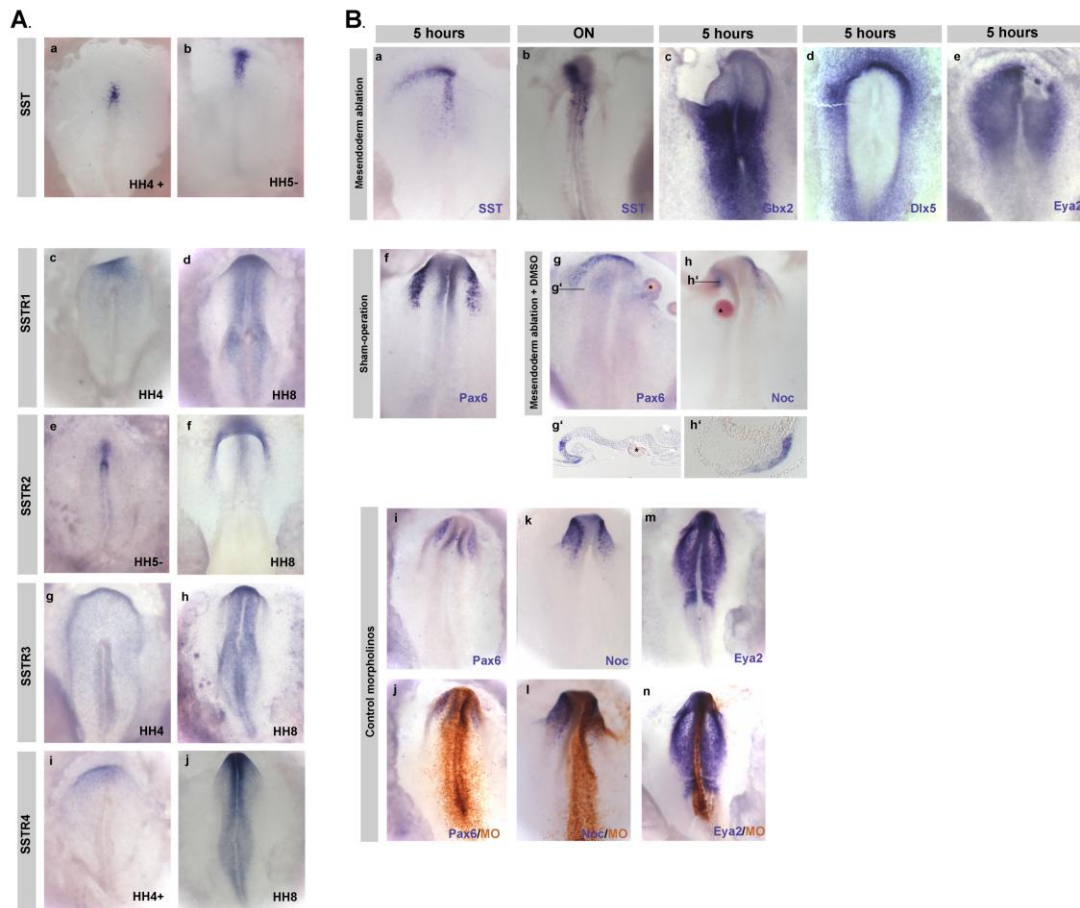 A.
SST
a
HH4 +
b
HH5-
SSTR1
c
HH4
d
HH8
SSTR2
e
HH5-
f
HH8
SSTR3
g
HH4
h
HH8
SSTR4
i
HH4+
j
HH8
B.
5 hours ON 5 hours 5 hours 5 hours
Mesendoderm ablation
a
SST
b
SST
c
Gbx2
d
Dlx5
e
Eya2
Sham-operation
f
Pax6
Mesendoderm ablation + DMSO
g
g'
*
Pax6
h
h'
*
Noc
g'
*
h'
Control morpholinos
i
Pax6
k
Noc
m
Eya2
j
Pax6/MO
l
Noc/MO
n
Eya2/MO